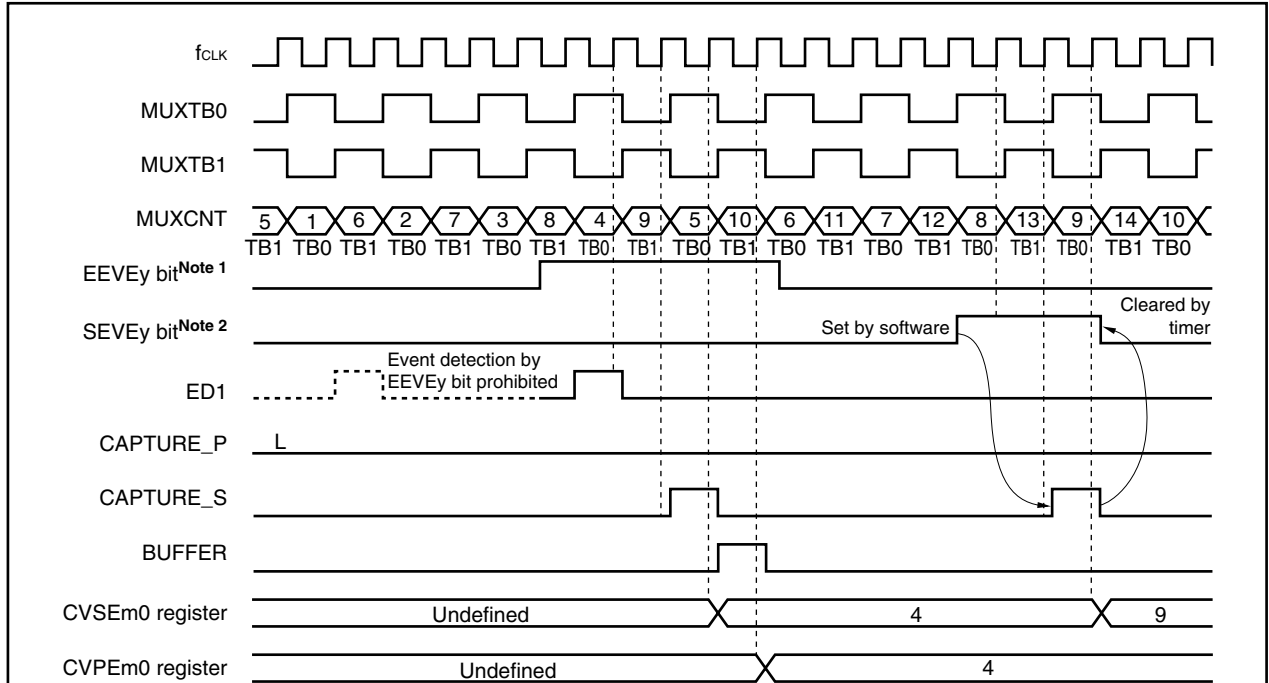 fCLK
MUXTB0
MUXTB1
MUXCNT 5 1 6 2 7 3 8 4 9 5 10 6 11 7 12 8 13 9 14 10
TB1 TB0 TB1 TB0 TB1 TB0 TB1 TB0 TB1 TB0 TB1 TB0 TB1 TB0 TB1 TB0 TB1 TB0 TB1 TB0
EEVEy bitNote 1
SEVEy bitNote 2 Set by software Cleared by
timer
Event detection by
EEVEy bit prohibited
ED1
CAPTURE_P L
CAPTURE_S
BUFFER
CVSEm0 register Undefined 4 9
CVPEm0 register Undefined 4